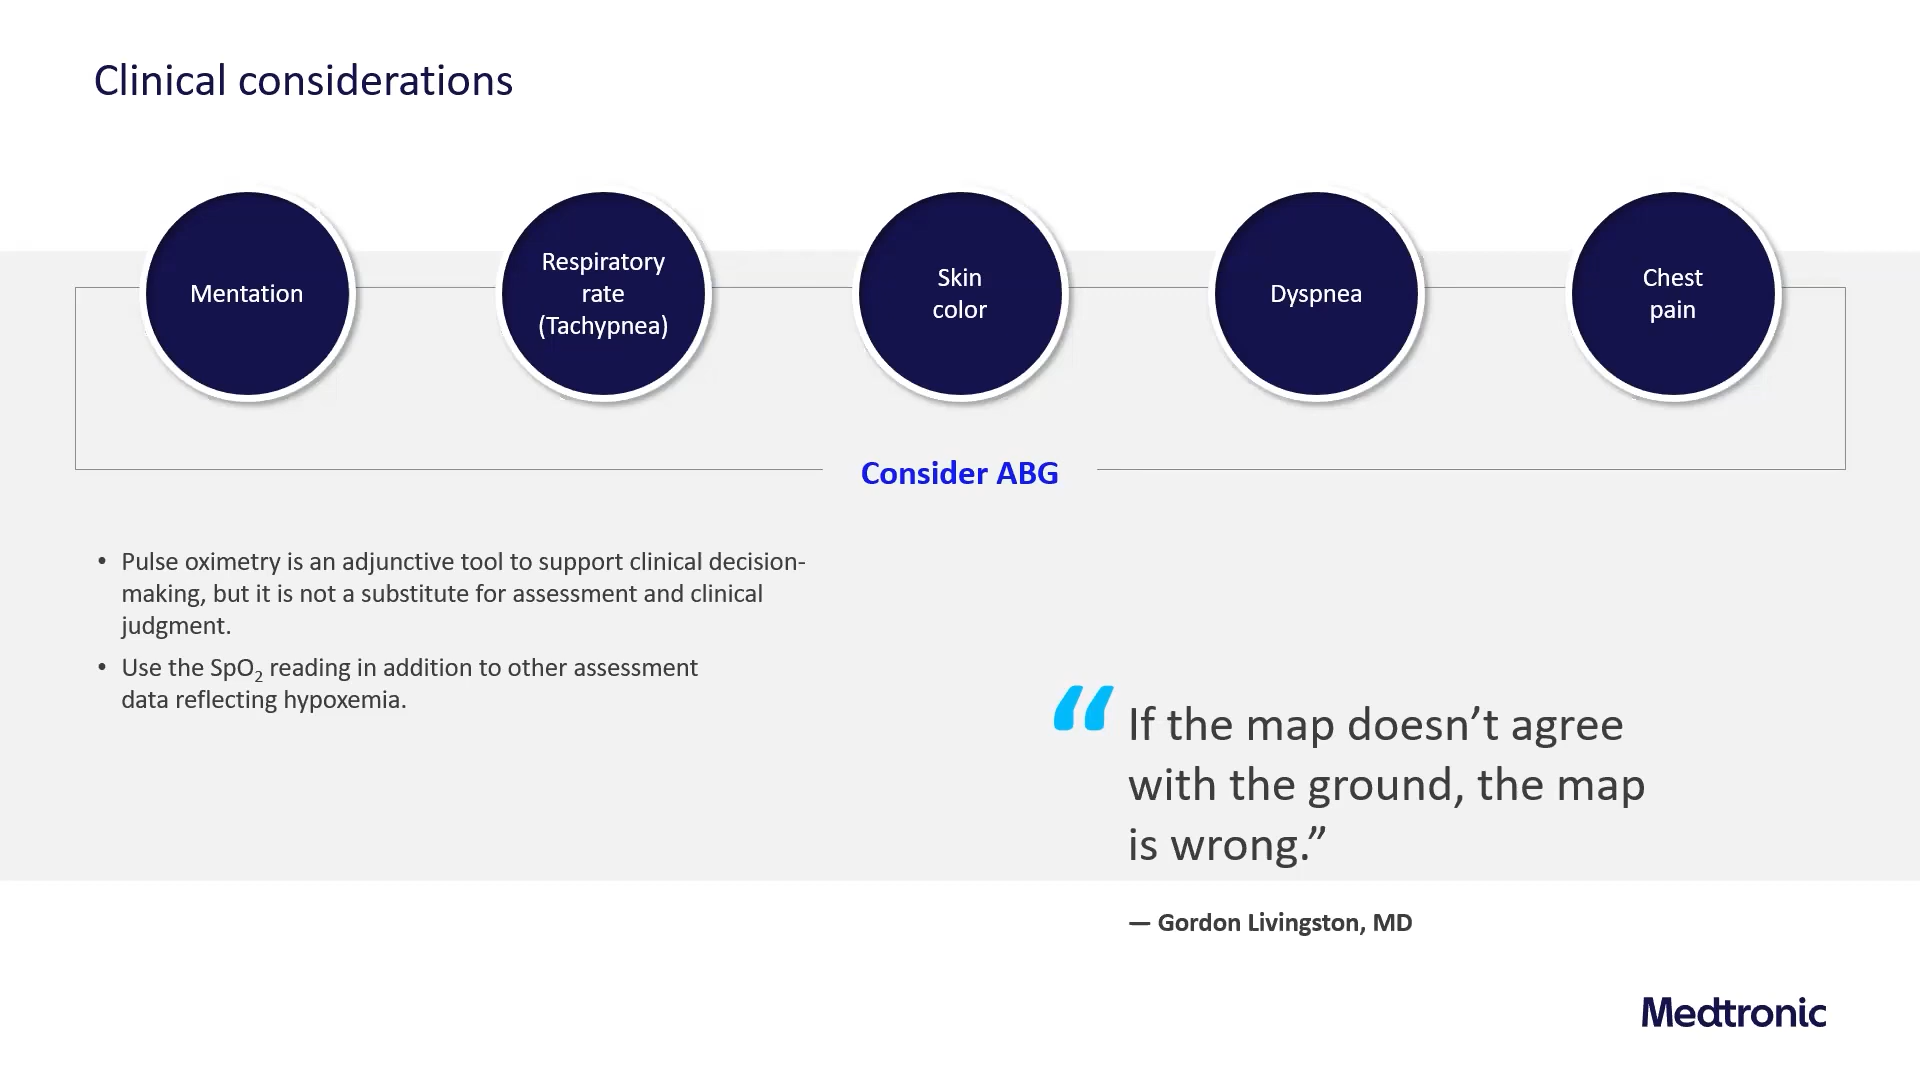 Clinical considerations
Mentation
Respiratory
rate
(Tachypnea)
Skin
color
Dyspnea
Chest
pain
Consider ABG
• Pulse oximetry is an adjunctive tool to support clinical decision-
making, but it is not a substitute for assessment and clinical
judgment.
• Use the SpO₂ reading in addition to other assessment
data reflecting hypoxemia.
“If the map doesn’t agree
with the ground, the map
is wrong.”
— Gordon Livingston, MD
Medtronic